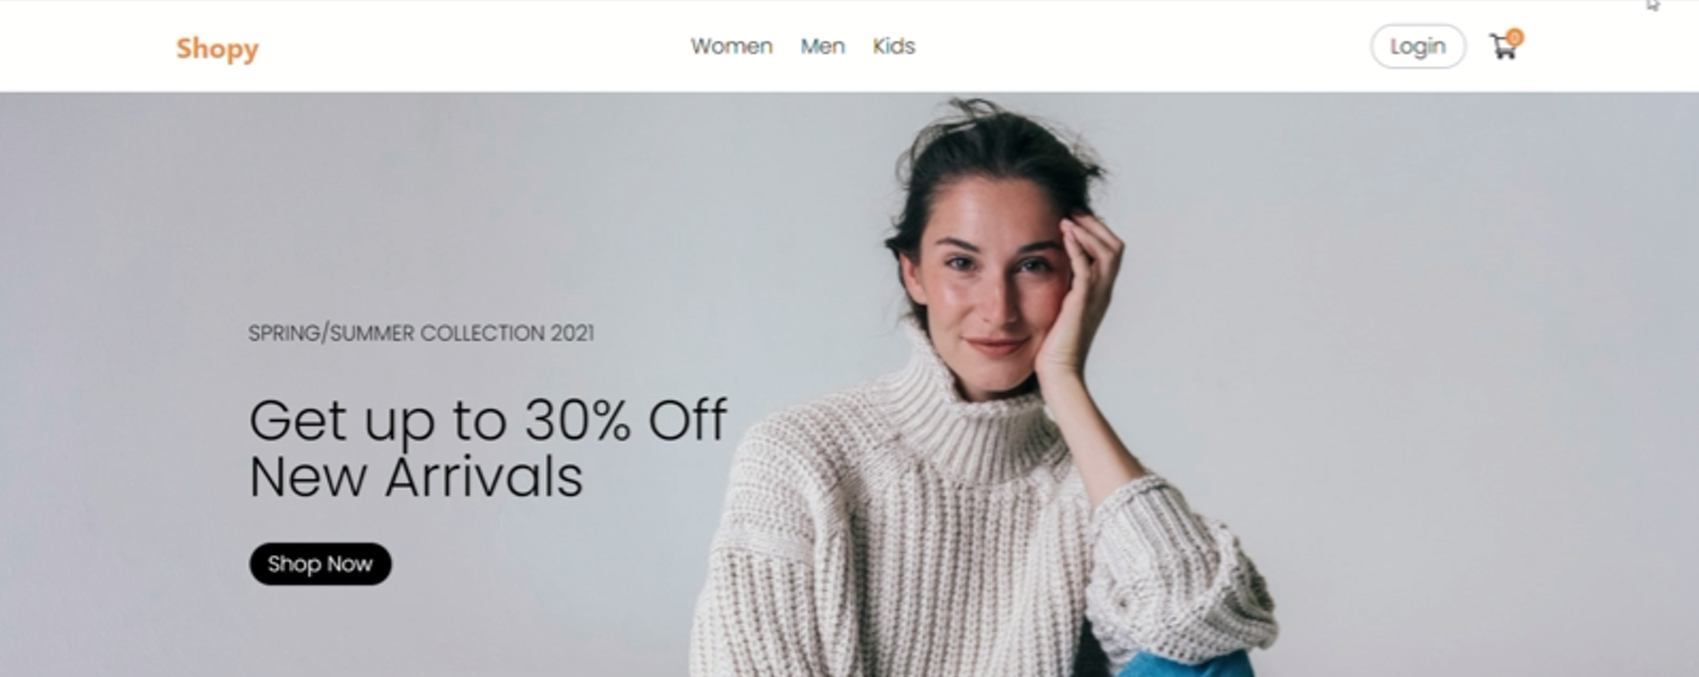 Shopy
Women Men Kids
Login
0
SPRING/SUMMER COLLECTION 2021
Get up to 30% Off
New Arrivals
Shop Now